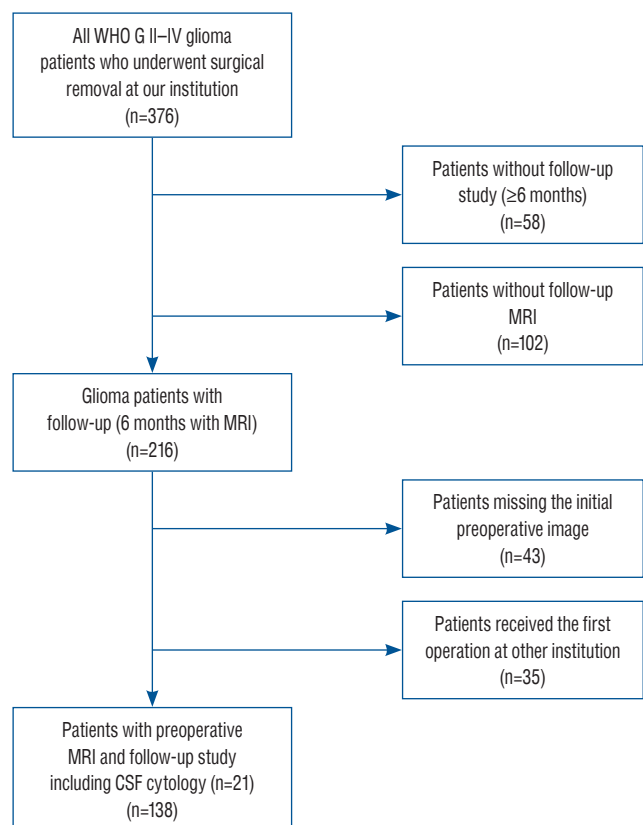 All WHO G II–IV glioma
patients who underwent surgical
removal at our institution
(n=376)
Patients without follow-up
study (≥6 months)
(n=58)
Patients without follow-up
MRI
(n=102)
Glioma patients with
follow-up (6 months with MRI)
(n=216)
Patients missing the initial
preoperative image
(n=43)
Patients received the first
operation at other institution
(n=35)
Patients with preoperative
MRI and follow-up study
including CSF cytology (n=21)
(n=138)